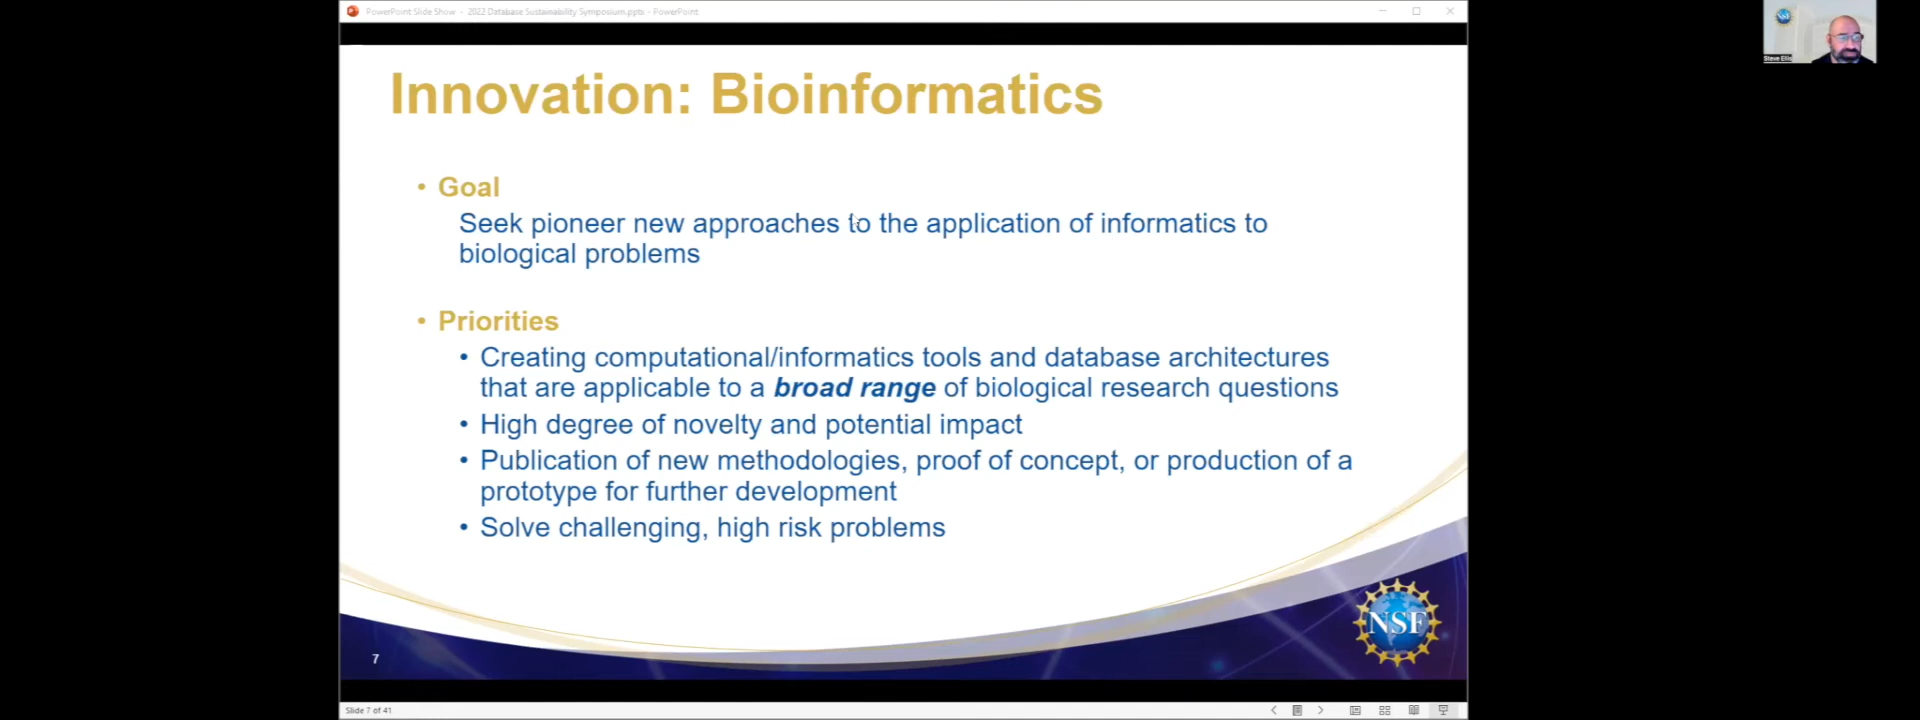 PowerPoint Slide Show - 2022 Database Sustainability Symposium.pptx - PowerPoint
NSF
Steve Ellis
Innovation: Bioinformatics
• Goal
Seek pioneer new approaches to the application of informatics to
biological problems
• Priorities
• Creating computational/informatics tools and database architectures
that are applicable to a broad range of biological research questions
• High degree of novelty and potential impact
• Publication of new methodologies, proof of concept, or production of a
prototype for further development
• Solve challenging, high risk problems
NSF
7
Slide 7 of 41